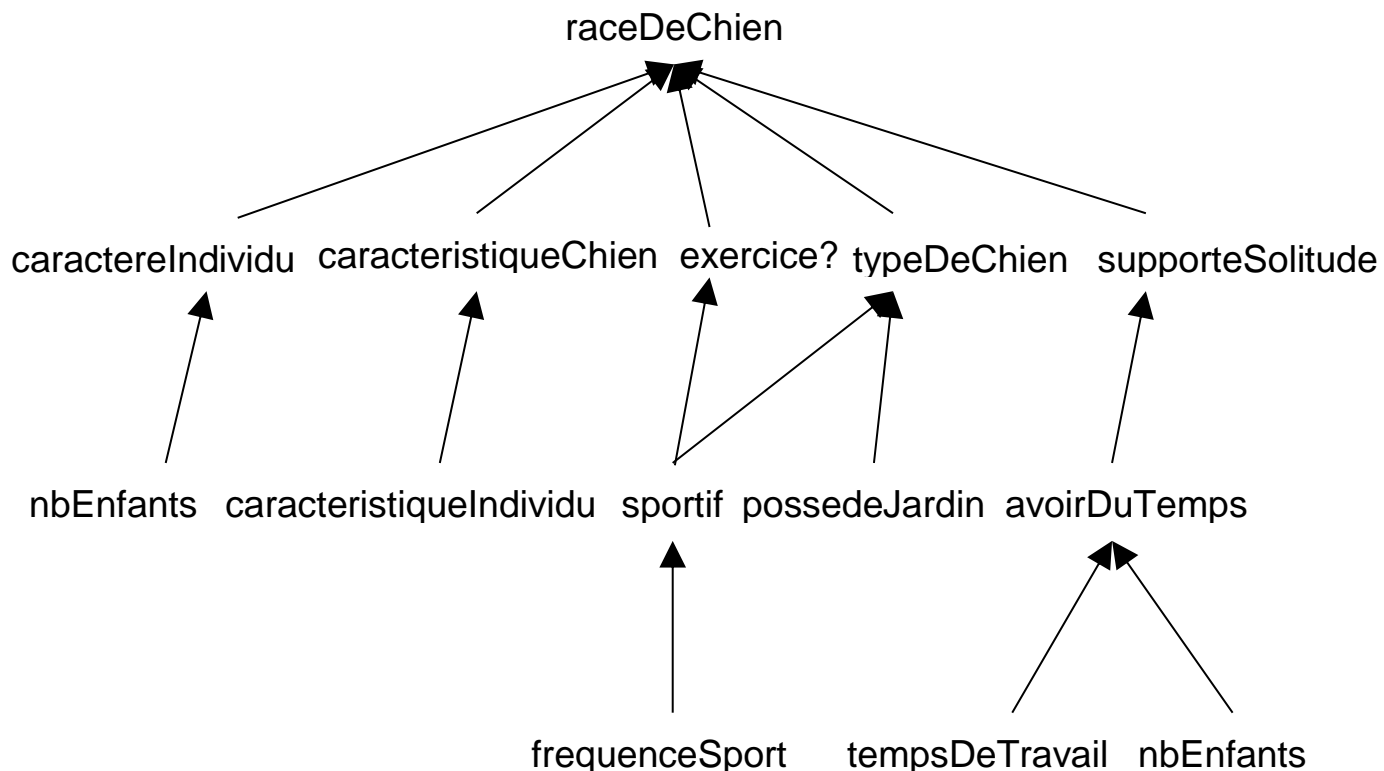 raceDeChien
caractereIndividu caracteristiqueChien exercice? typeDeChien supporteSolitude
nbEnfants caracteristiqueIndividu sportif possedeJardin avoirDuTemps
frequenceSport tempsDeTravail nbEnfants